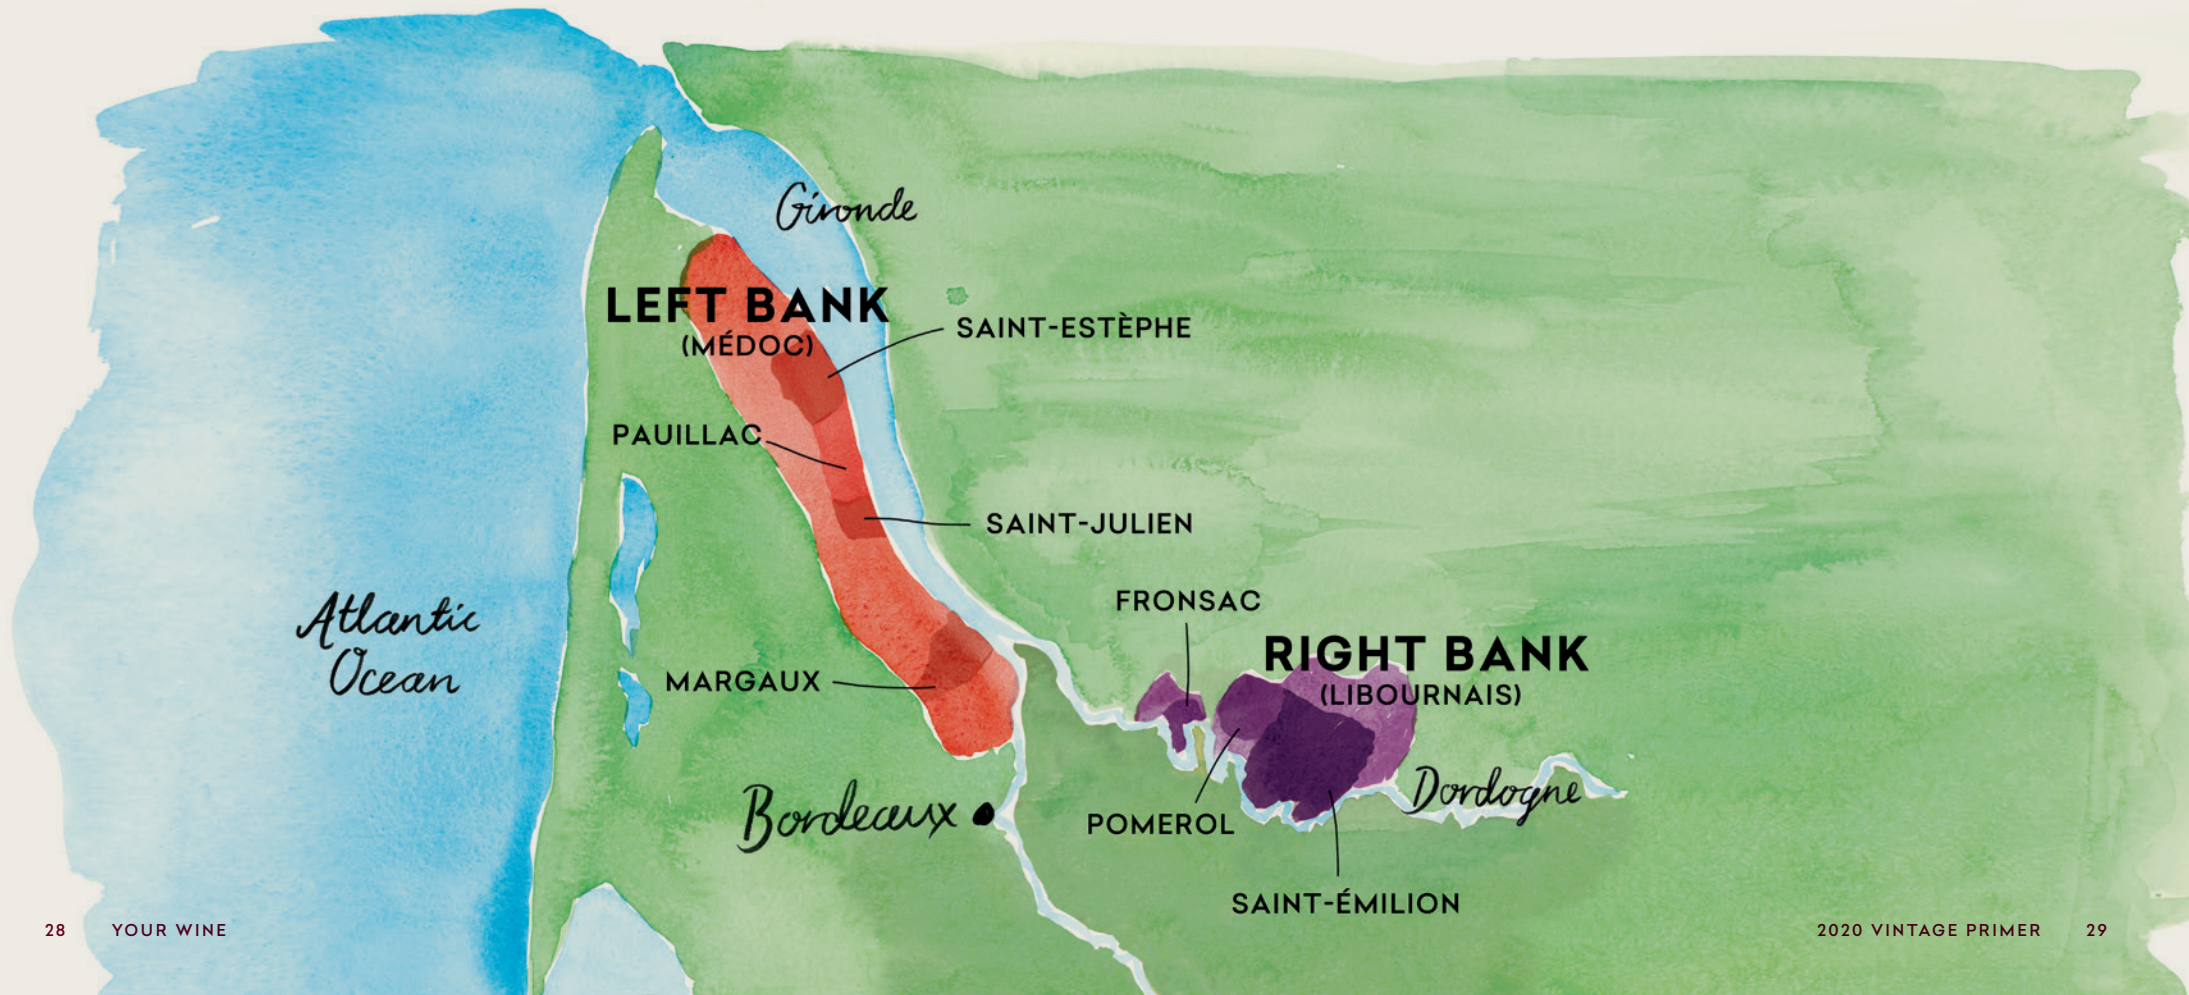 Gironde
LEFT BANK
(MÉDOC)
SAINT-ESTÈPHE
PAUILLAC
SAINT-JULIEN
Atlantic
Ocean
MARGAUX
FRONSAC
RIGHT BANK
(LIBOURNAIS)
Bordeaux
POMEROL
Dordogne
SAINT-ÉMILION
28 YOUR WINE
2020 VINTAGE PRIMER 29